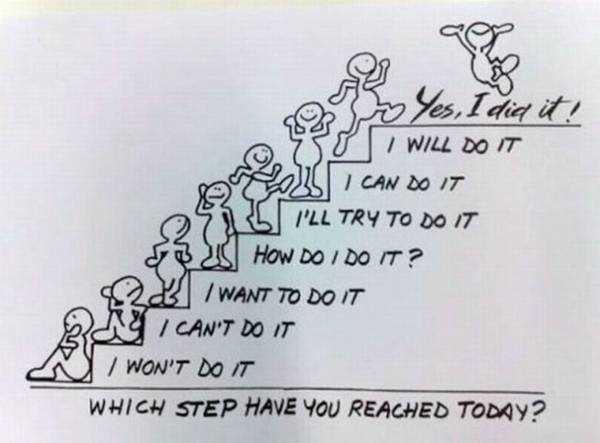 Yes, I did it!
I WILL DO IT
I CAN DO IT
I'LL TRY TO DO IT
HOW DO I DO IT?
I WANT TO DO IT
I CAN'T DO IT
I WON'T DO IT
WHICH STEP HAVE YOU REACHED TODAY?